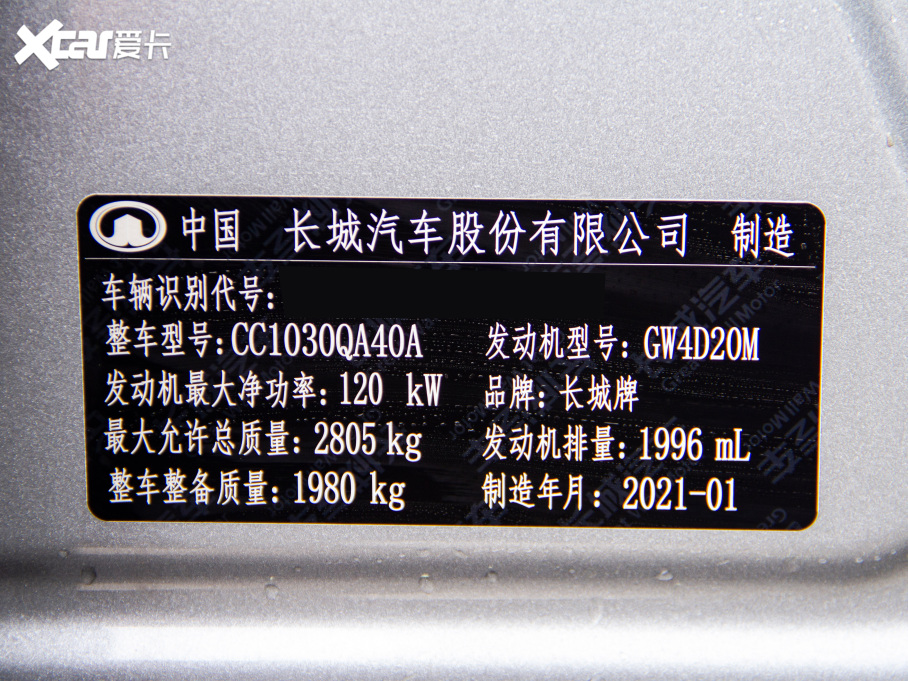 Xcar爱卡
中国 长城汽车股份有限公司 制造
车辆识别代号:
整车型号:CC1030QA40A 发动机型号:GW4D20M
发动机最大净功率:120 kW 品牌:长城牌
最大允许总质量:2805 kg 发动机排量:1996 mL
整车整备质量:1980 kg 制造年月:2021-01